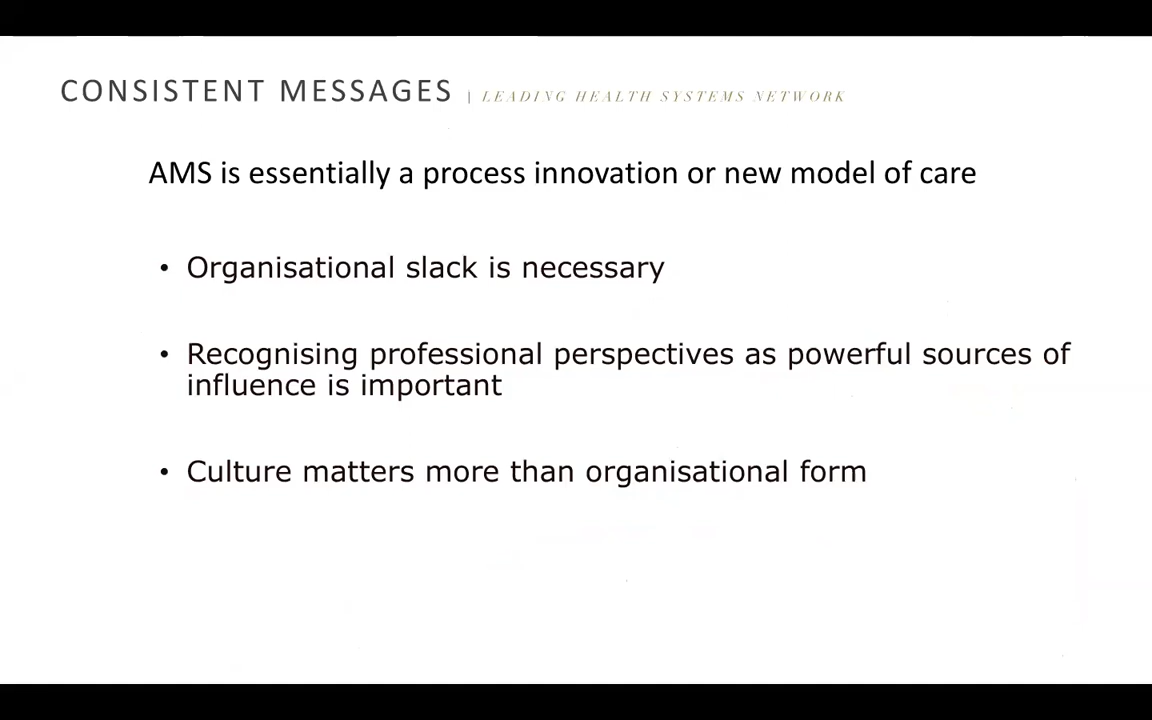 CONSISTENT MESSAGES | LEADING HEALTH SYSTEMS NETWORK
AMS is essentially a process innovation or new model of care
• Organisational slack is necessary
• Recognising professional perspectives as powerful sources of
influence is important
• Culture matters more than organisational form